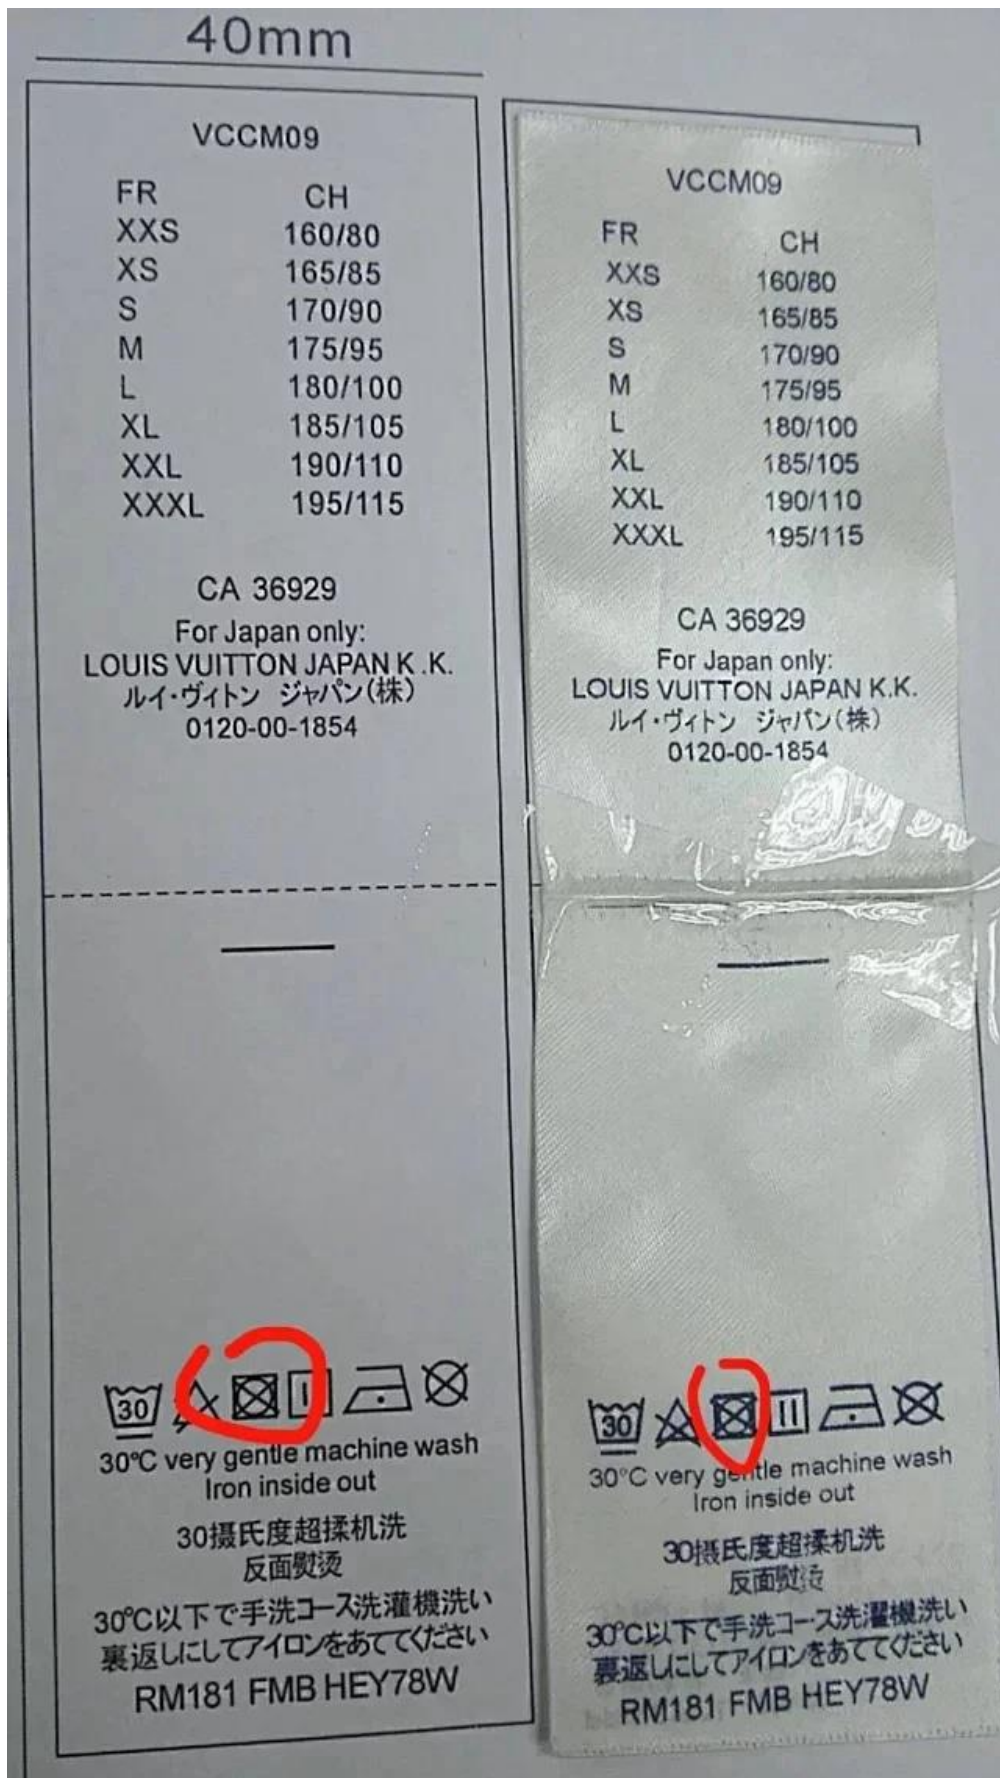 40mm
VCCM09
FR CH
XXS 160/80
XS 165/85
S 170/90
M 175/95
L 180/100
XL 185/105
XXL 190/110
XXXL 195/115
CA 36929
For Japan only:
LOUIS VUITTON JAPAN K .K.
ルイ・ヴィトン ジャパン(株)
0120-00-1854
30
30℃ very gentle machine wash
Iron inside out
30摄氏度超揉机洗
反面熨烫
30℃以下で手洗コース洗灌機洗い
裏返しにしてアイロンをあててください
RM181 FMB HEY78W
VCCM09
FR CH
XXS 160/80
XS 165/85
S 170/90
M 175/95
L 180/100
XL 185/105
XXL 190/110
XXXL 195/115
CA 36929
For Japan only:
LOUIS VUITTON JAPAN K.K.
ルイ・ヴィトン ジャパン(株)
0120-00-1854
30
30°C very gentle machine wash
Iron inside out
30摄氏度超揉机洗
反面熨烫
30℃以下で手洗コース洗濯機洗い
裏返しにしてアイロンをあててください
RM181 FMB HEY78W